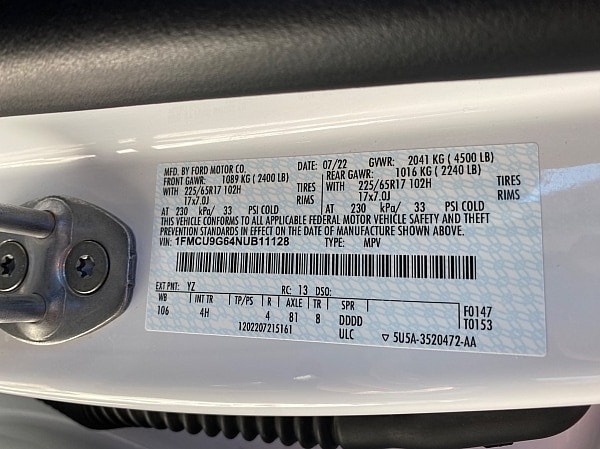 MFD. BY FORD MOTOR CO. DATE: 07/22 GVWR: 2041 KG ( 4500 LB)
FRONT GAWR: 1089 KG ( 2400 LB) REAR GAWR: 1016 KG ( 2240 LB)
WITH 225/65R17 102H TIRES WITH 225/65R17 102H TIRES
17x7.0J RIMS 17x7.0J RIMS
AT 230 kPa/ 33 PSI COLD AT 230 kPa/ 33 PSI COLD
THIS VEHICLE CONFORMS TO ALL APPLICABLE FEDERAL MOTOR VEHICLE SAFETY AND THEFT
PREVENTION STANDARDS IN EFFECT ON THE DATE OF MANUFACTURE SHOWN ABOVE.
VIN: 1FMCU9G64NUB11128 TYPE: MPV
EXT PNT: YZ RC: 13 DSO:
WB INT TR TP/PS R AXLE TR SPR F0147
106 4H 4 81 8 DDDD T0153
1202207215161 ULC ▽ 5U5A-3520472-AA